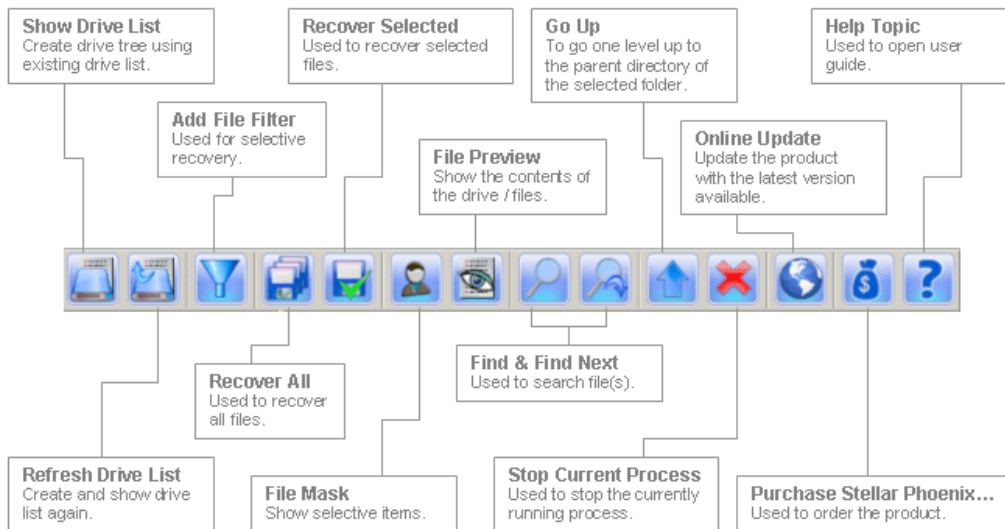 Show Drive List
Create drive tree using
existing drive list.
Recover Selected
Used to recover selected
files.
Go Up
To go one level up to
the parent directory of
the selected folder.
Help Topic
Used to open user
guide.
Add File Filter
Used for selective
recovery.
File Preview
Show the contents of
the drive / files.
Online Update
Update the product
with the latest version
available.
Recover All
Used to recover
all files.
Find & Find Next
Used to search file(s).
Refresh Drive List
Create and show drive
list again.
File Mask
Show selective items.
Stop Current Process
Used to stop the currently
running process.
Purchase Stellar Phoenix...
Used to order the product.